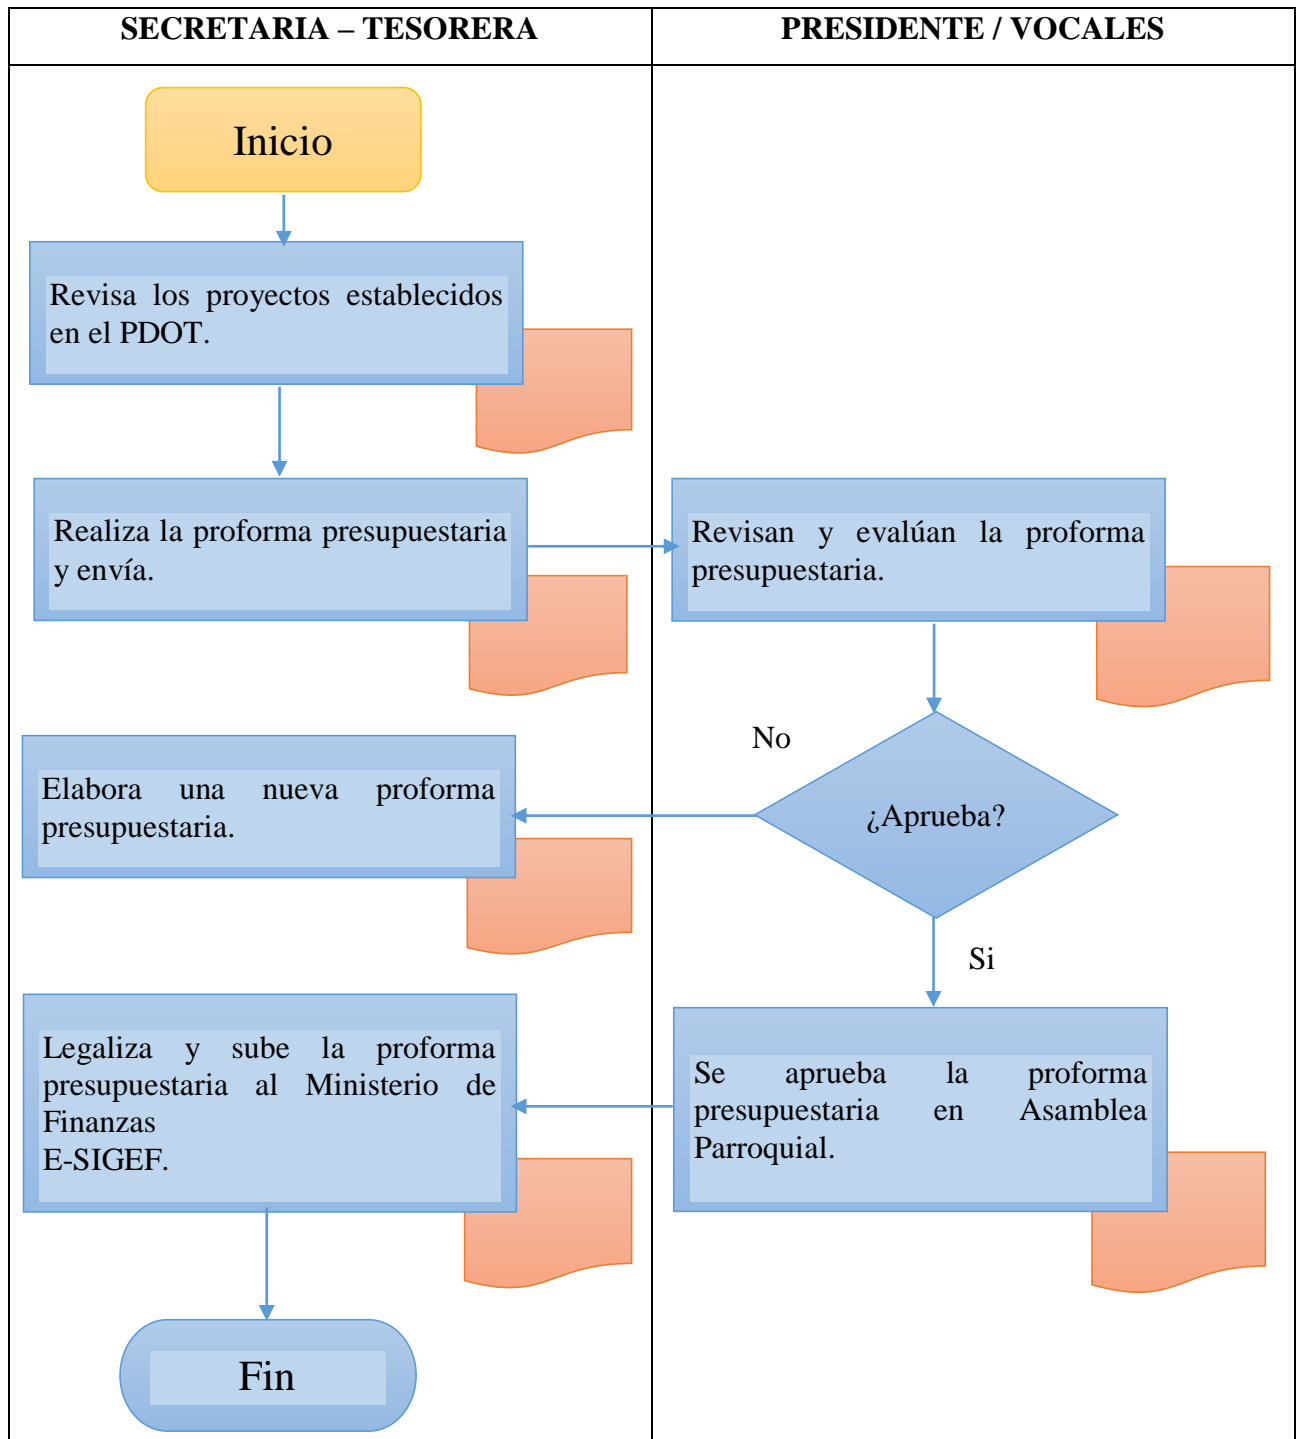 SECRETARIA – TESORERA
PRESIDENTE / VOCALES
Inicio
Revisa los proyectos establecidos
en el PDOT.
Realiza la proforma presupuestaria
y envía.
Revisan y evalúan la proforma
presupuestaria.
No
¿Aprueba?
Elabora una nueva proforma
presupuestaria.
Si
Se aprueba la proforma
presupuestaria en Asamblea
Parroquial.
Legaliza y sube la proforma
presupuestaria al Ministerio de
Finanzas
E-SIGEF.
Fin